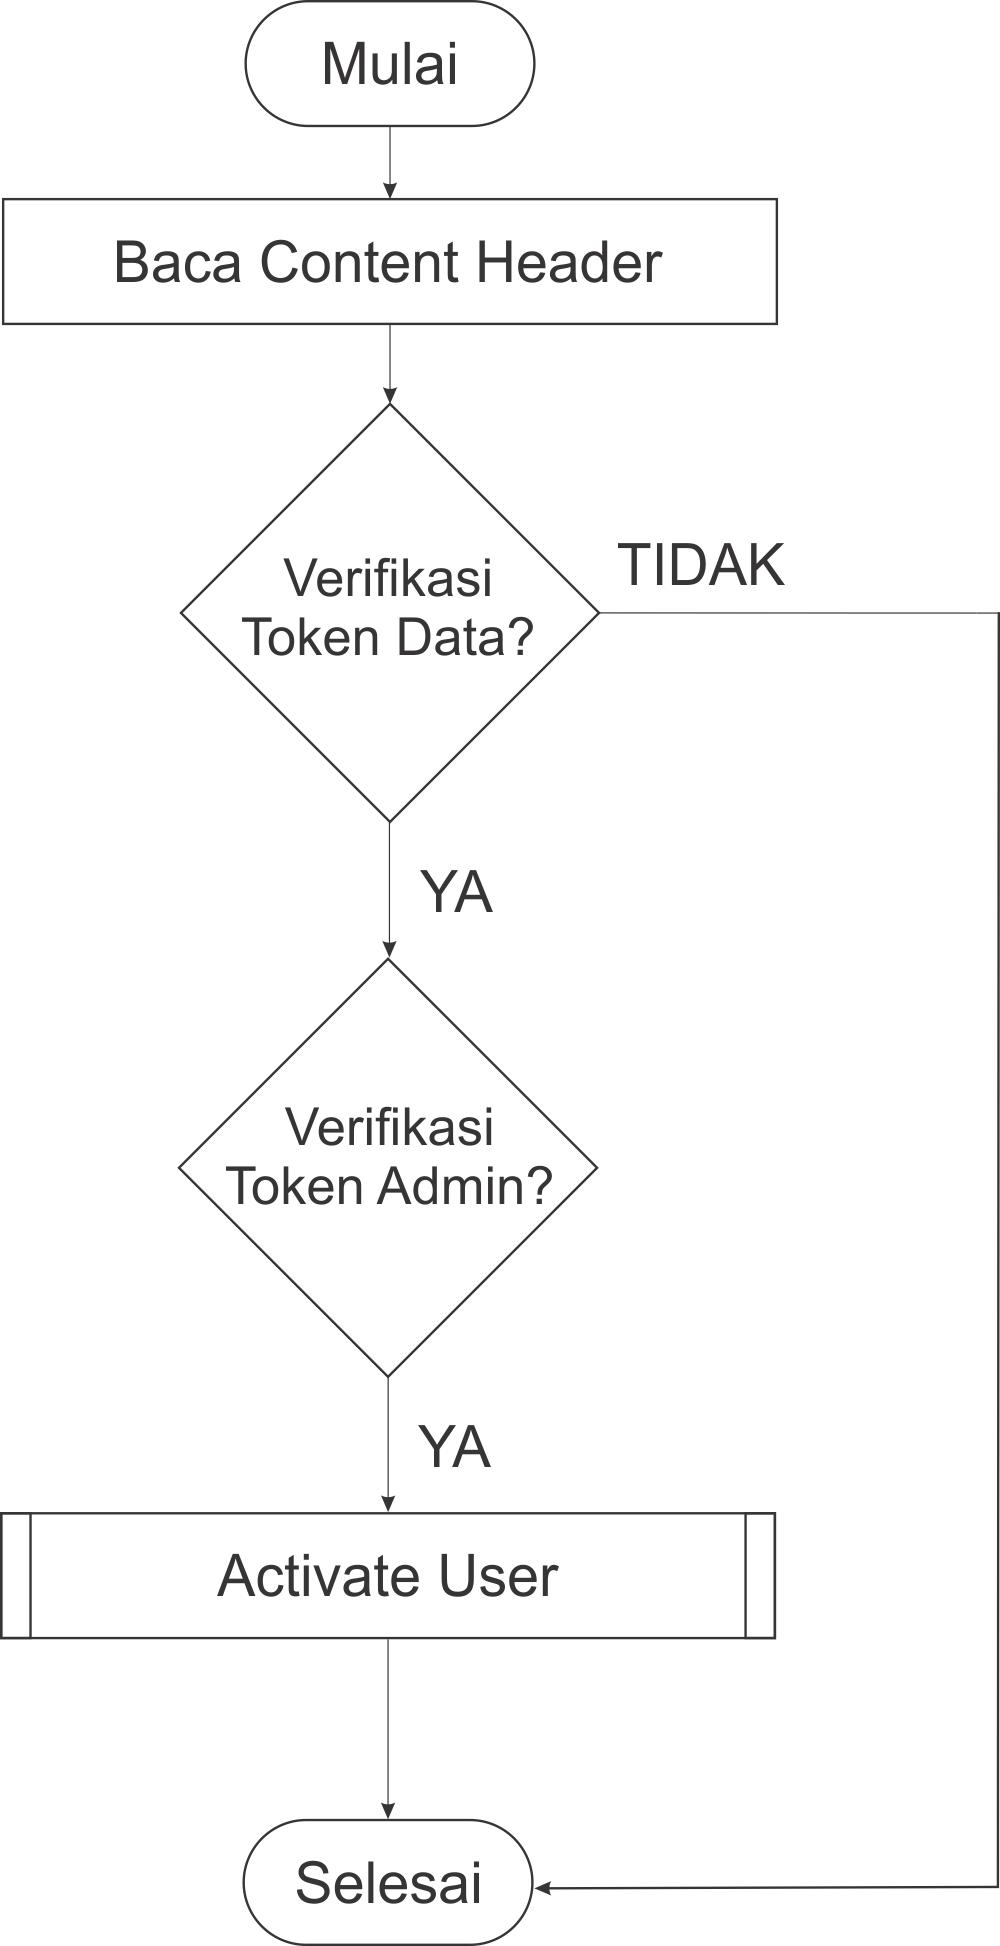 Mulai
Baca Content Header
Verifikasi
Token Data?
TIDAK
YA
Verifikasi
Token Admin?
YA
Activate User
Selesai